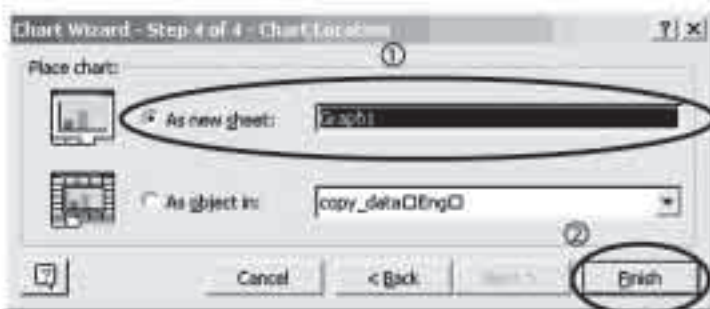 Chart Wizard - Step 4 of 4 - Chart Location
①
Place chart:
As new sheet: Graph1
As object in: copy_data□Eng□
②
Cancel < Back Next > Finish